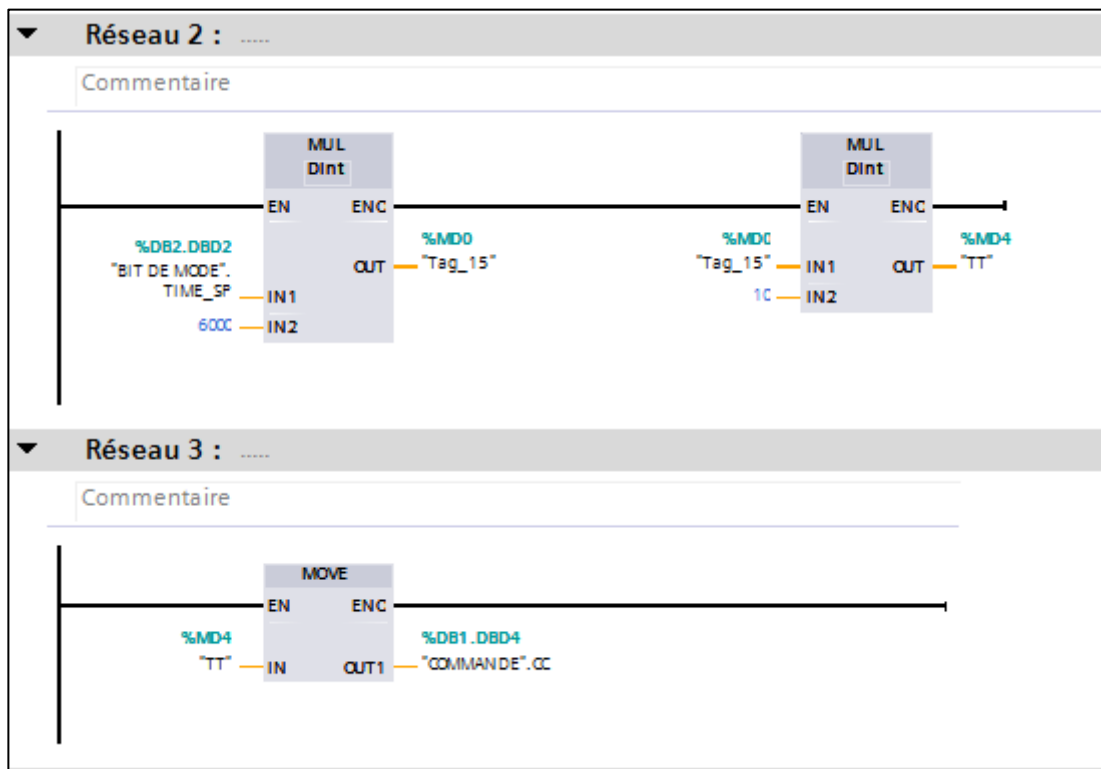 Réseau 2 : .....
Commentaire
MUL
DInt
EN ENO
%DB2.DBD2
"BIT DE MODE".
TIME_SP
IN1
6000
IN2
OUT
%MD0
"Tag_15"
MUL
DInt
EN ENO
%MD0
"Tag_15"
IN1
10
IN2
OUT
%MD4
"TT"
Réseau 3 : .....
Commentaire
MOVE
EN ENO
%MD4
"TT"
IN
OUT1
%DB1.DBD4
"COMMANDE".CC